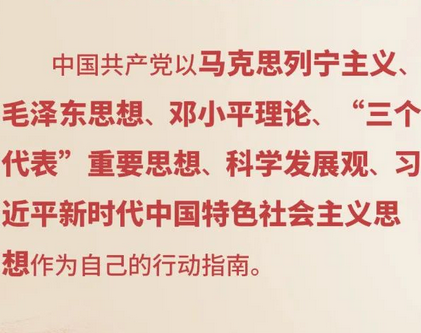 中国共产党以马克思列宁主义、
毛泽东思想、邓小平理论、“三个
代表”重要思想、科学发展观、习
近平新时代中国特色社会主义思
想作为自己的行动指南。